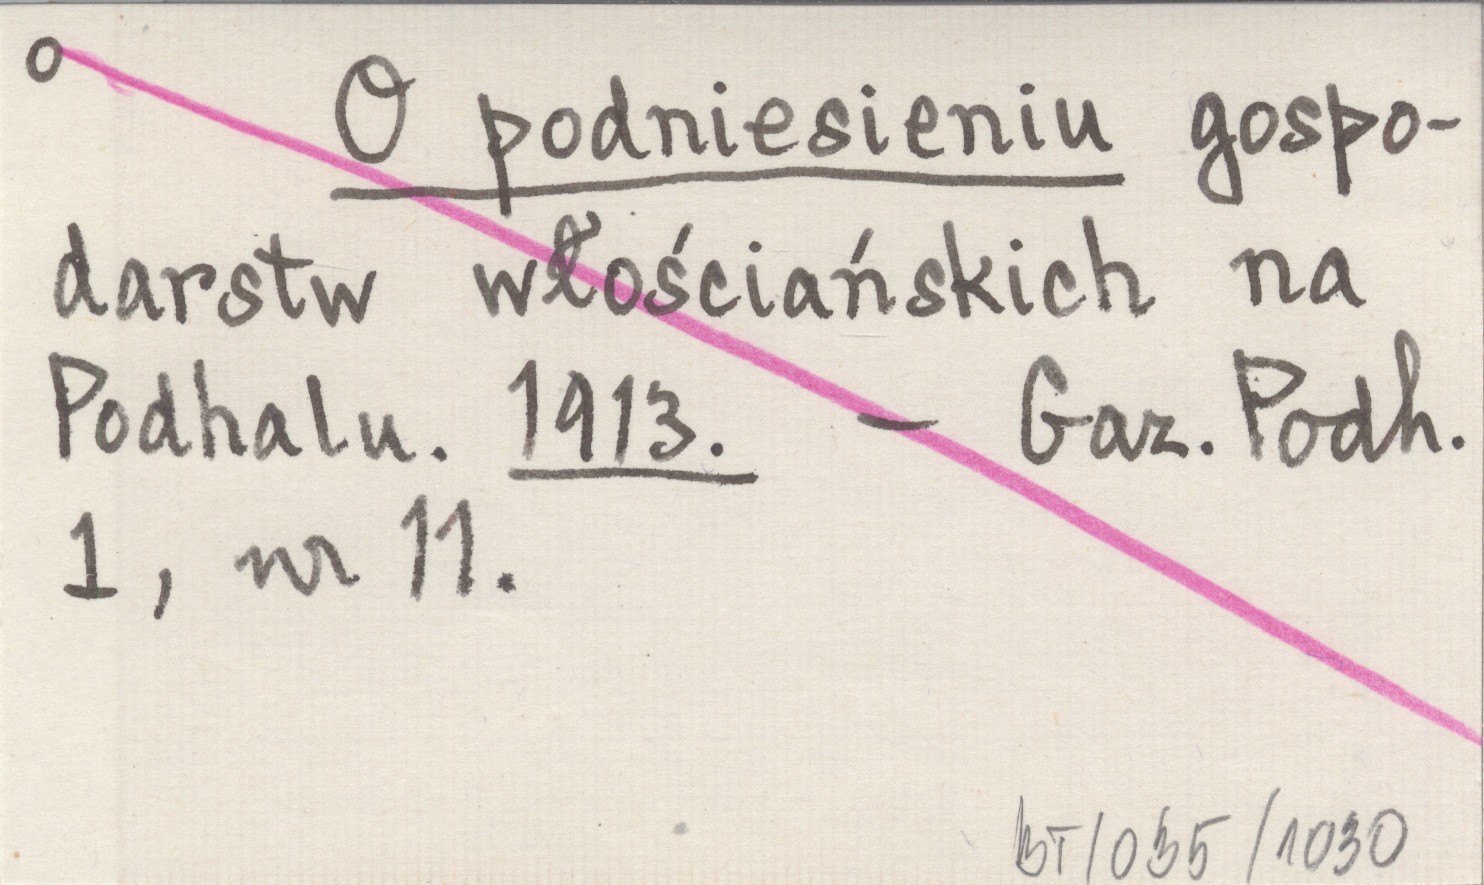 o
O podniesieniu gospo-
darstw włościańskich na
Podhalu. 1913. — Gaz. Podh.
1, nr 11.
BT/035/1030